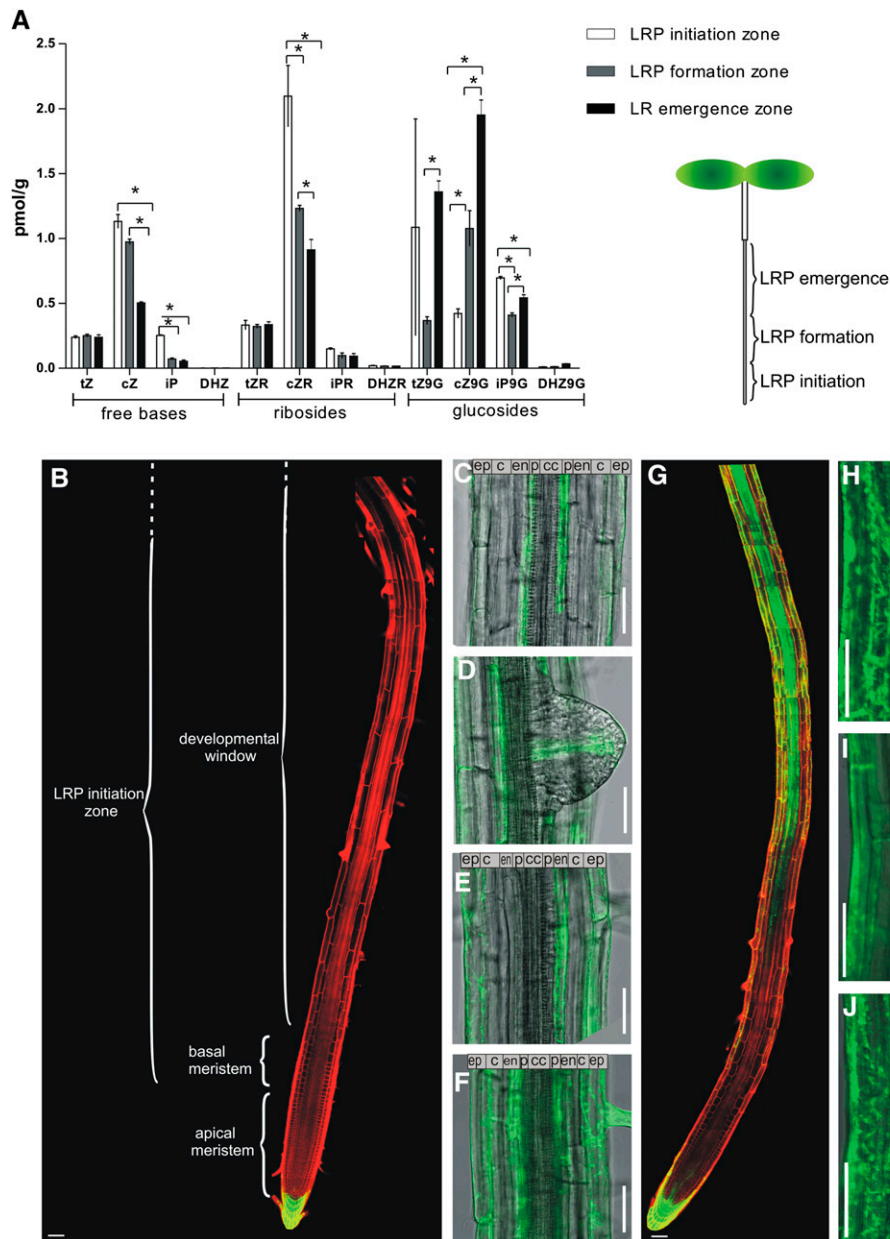 A
2.5
2.0
1.5
1.0
0.5
0.0
pmol/g
* * * * * * * * * * * * * * *
tZ cZ iP DHZ tZR cZR iPR DHZR tZ9G cZ9G iP9G DHZ9G
free bases ribosides glucosides
LRP initiation zone
LRP formation zone
LR emergence zone
LRP emergence
LRP formation
LRP initiation
B
developmental
window
LRP initiation
zone
basal
meristem
apical
meristem
C
ep c en p cc p en c ep
D
E
ep c en p cc p en c ep
F
ep c en p cc p en c ep
G
H
I
J